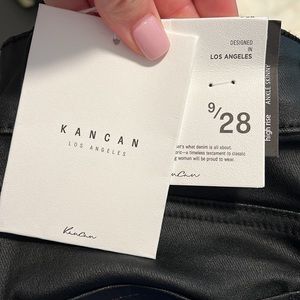 KANCAN
LOS ANGELES
KanCan
DESIGNED
IN
LOS ANGELES
9/28
what denim is all about.
a timeless testament to classic
woman will be proud to wear.
KanCan
high rise
ANKLE SKINNY